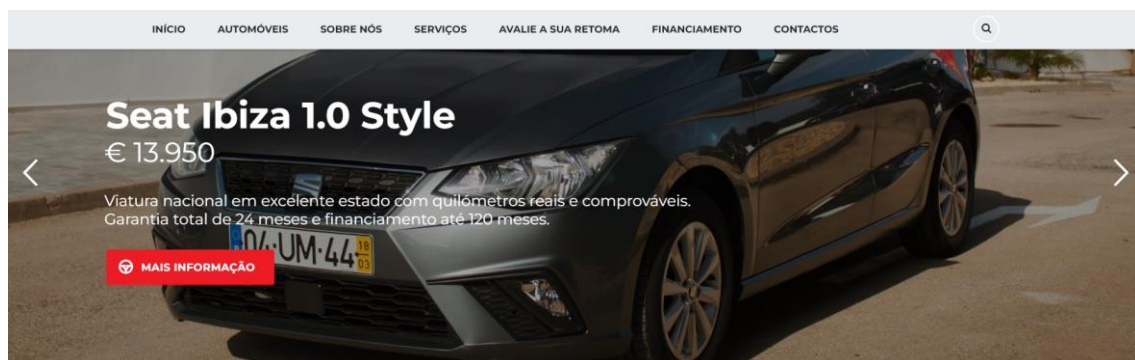 INÍCIO AUTOMÓVEIS SOBRE NÓS SERVIÇOS AVALIE A SUA RETOMA FINANCIAMENTO CONTACTOS
Seat Ibiza 1.0 Style
€ 13.950
Viatura nacional em excelente estado com quilómetros reais e comprováveis.
Garantia total de 24 meses e financiamento até 120 meses.
04·UM·44 18
03
MAIS INFORMAÇÃO